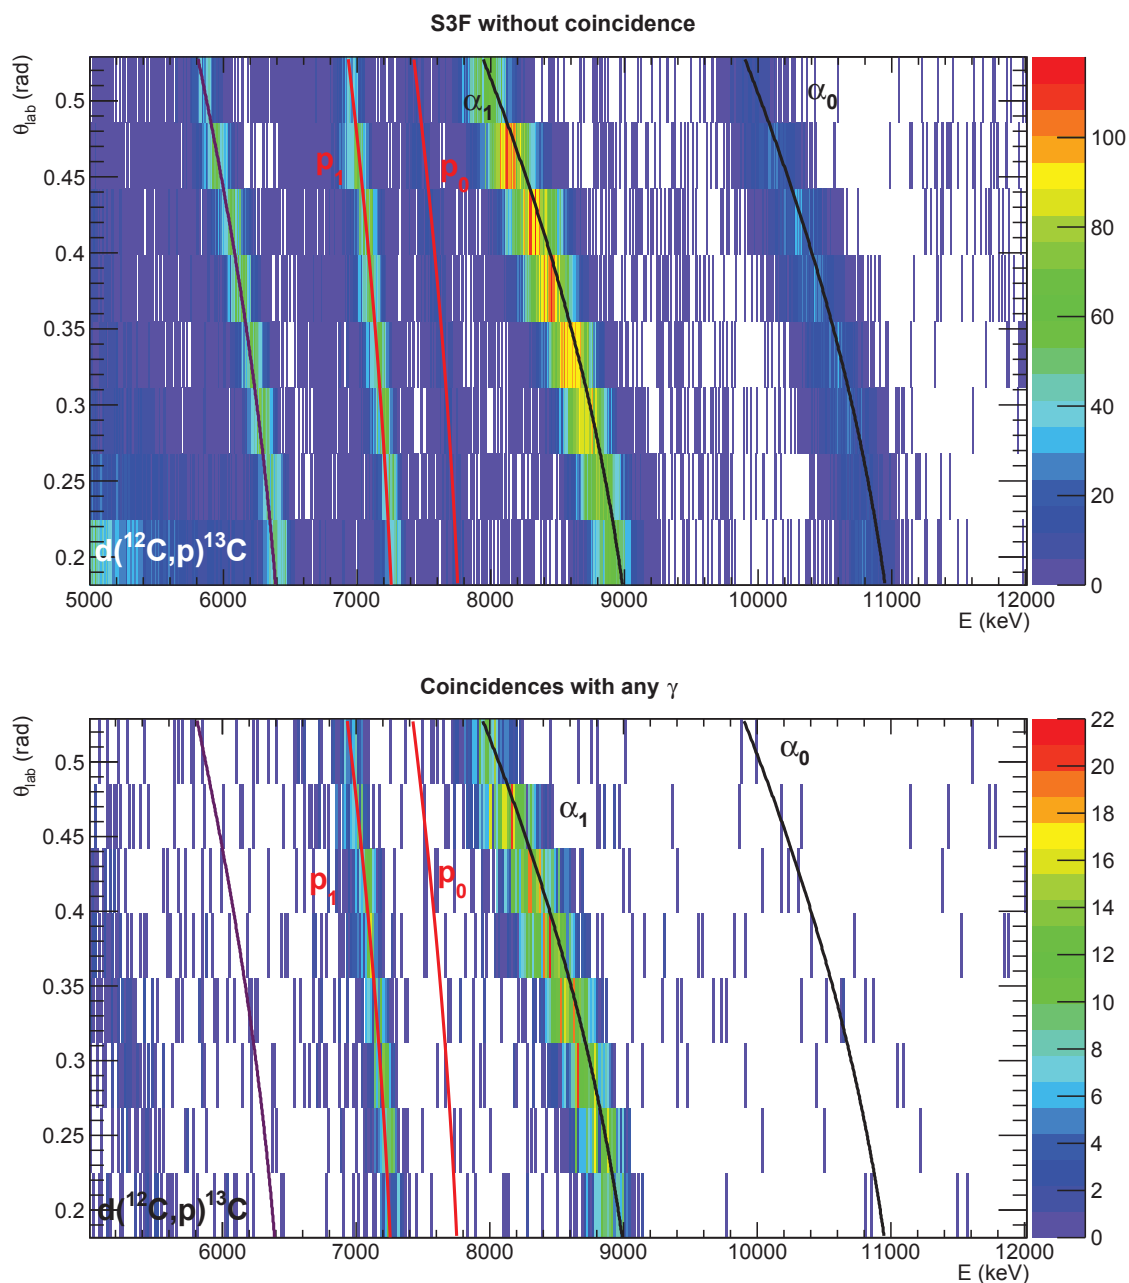 S3F without coincidence
θlab (rad)
0.5
0.45
0.4
0.35
0.3
0.25
0.2
α1
α0
p1
p0
d(¹²C,p)¹³C
5000 6000 7000 8000 9000 10000 11000 12000
E (keV)
100
80
60
40
20
0
Coincidences with any γ
θlab (rad)
0.5
0.45
0.4
0.35
0.3
0.25
0.2
α0
α1
p1
p0
d(¹²C,p)¹³C
6000 7000 8000 9000 10000 11000 12000
E (keV)
22
20
18
16
14
12
10
8
6
4
2
0